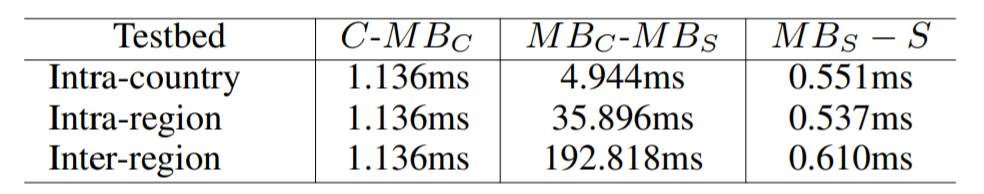 Testbed C-MB_C MB_C-MB_S MB_S − S
Intra-country 1.136ms 4.944ms 0.551ms
Intra-region 1.136ms 35.896ms 0.537ms
Inter-region 1.136ms 192.818ms 0.610ms